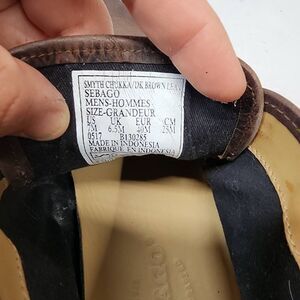 SMYTH CHUKKA/DK BROWN LEA
SEBAGO
MENS-HOMMES
SIZE-GRANDEUR
US UK EUR CM
7M 6.5M 40M 25M
0517 B130285
MADE IN INDONESIA
FABRIQUE EN INDONESIE